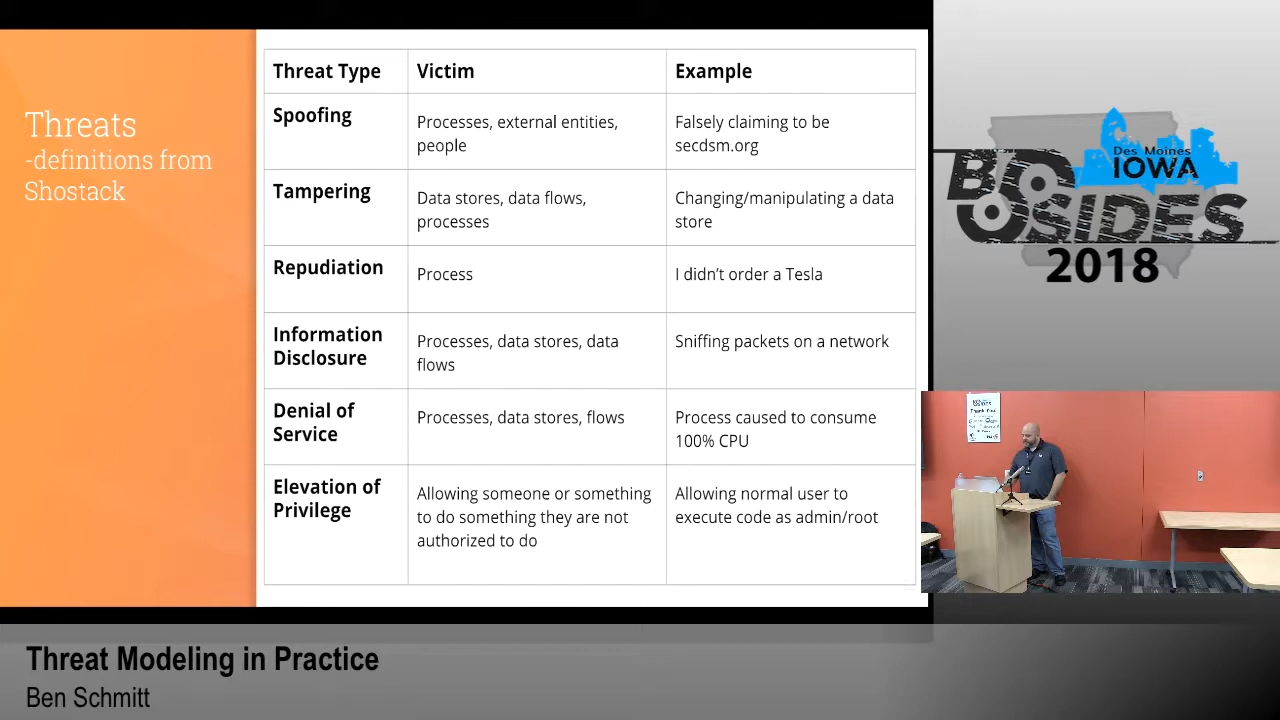 Threats
-definitions from
Shostack
Threat Type
Victim
Example
Spoofing
Processes, external entities,
people
Falsely claiming to be
secdsm.org
Tampering
Data stores, data flows,
processes
Changing/manipulating a data
store
Repudiation
Process
I didn't order a Tesla
Information
Disclosure
Processes, data stores, data
flows
Sniffing packets on a network
Denial of
Service
Processes, data stores, flows
Process caused to consume
100% CPU
Elevation of
Privilege
Allowing someone or something
to do something they are not
authorized to do
Allowing normal user to
execute code as admin/root
Des Moines
IOWA
BSIDES
2018
Thank You
Threat Modeling in Practice
Ben Schmitt